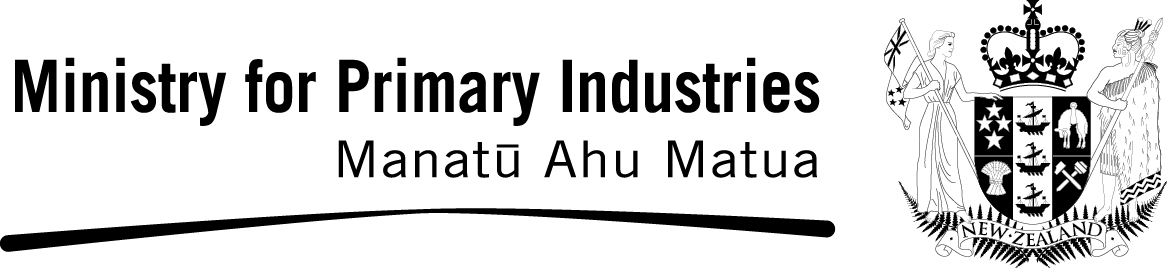 Ministry for Primary Industries
Manatū Ahu Matua
NEW·ZEALAND